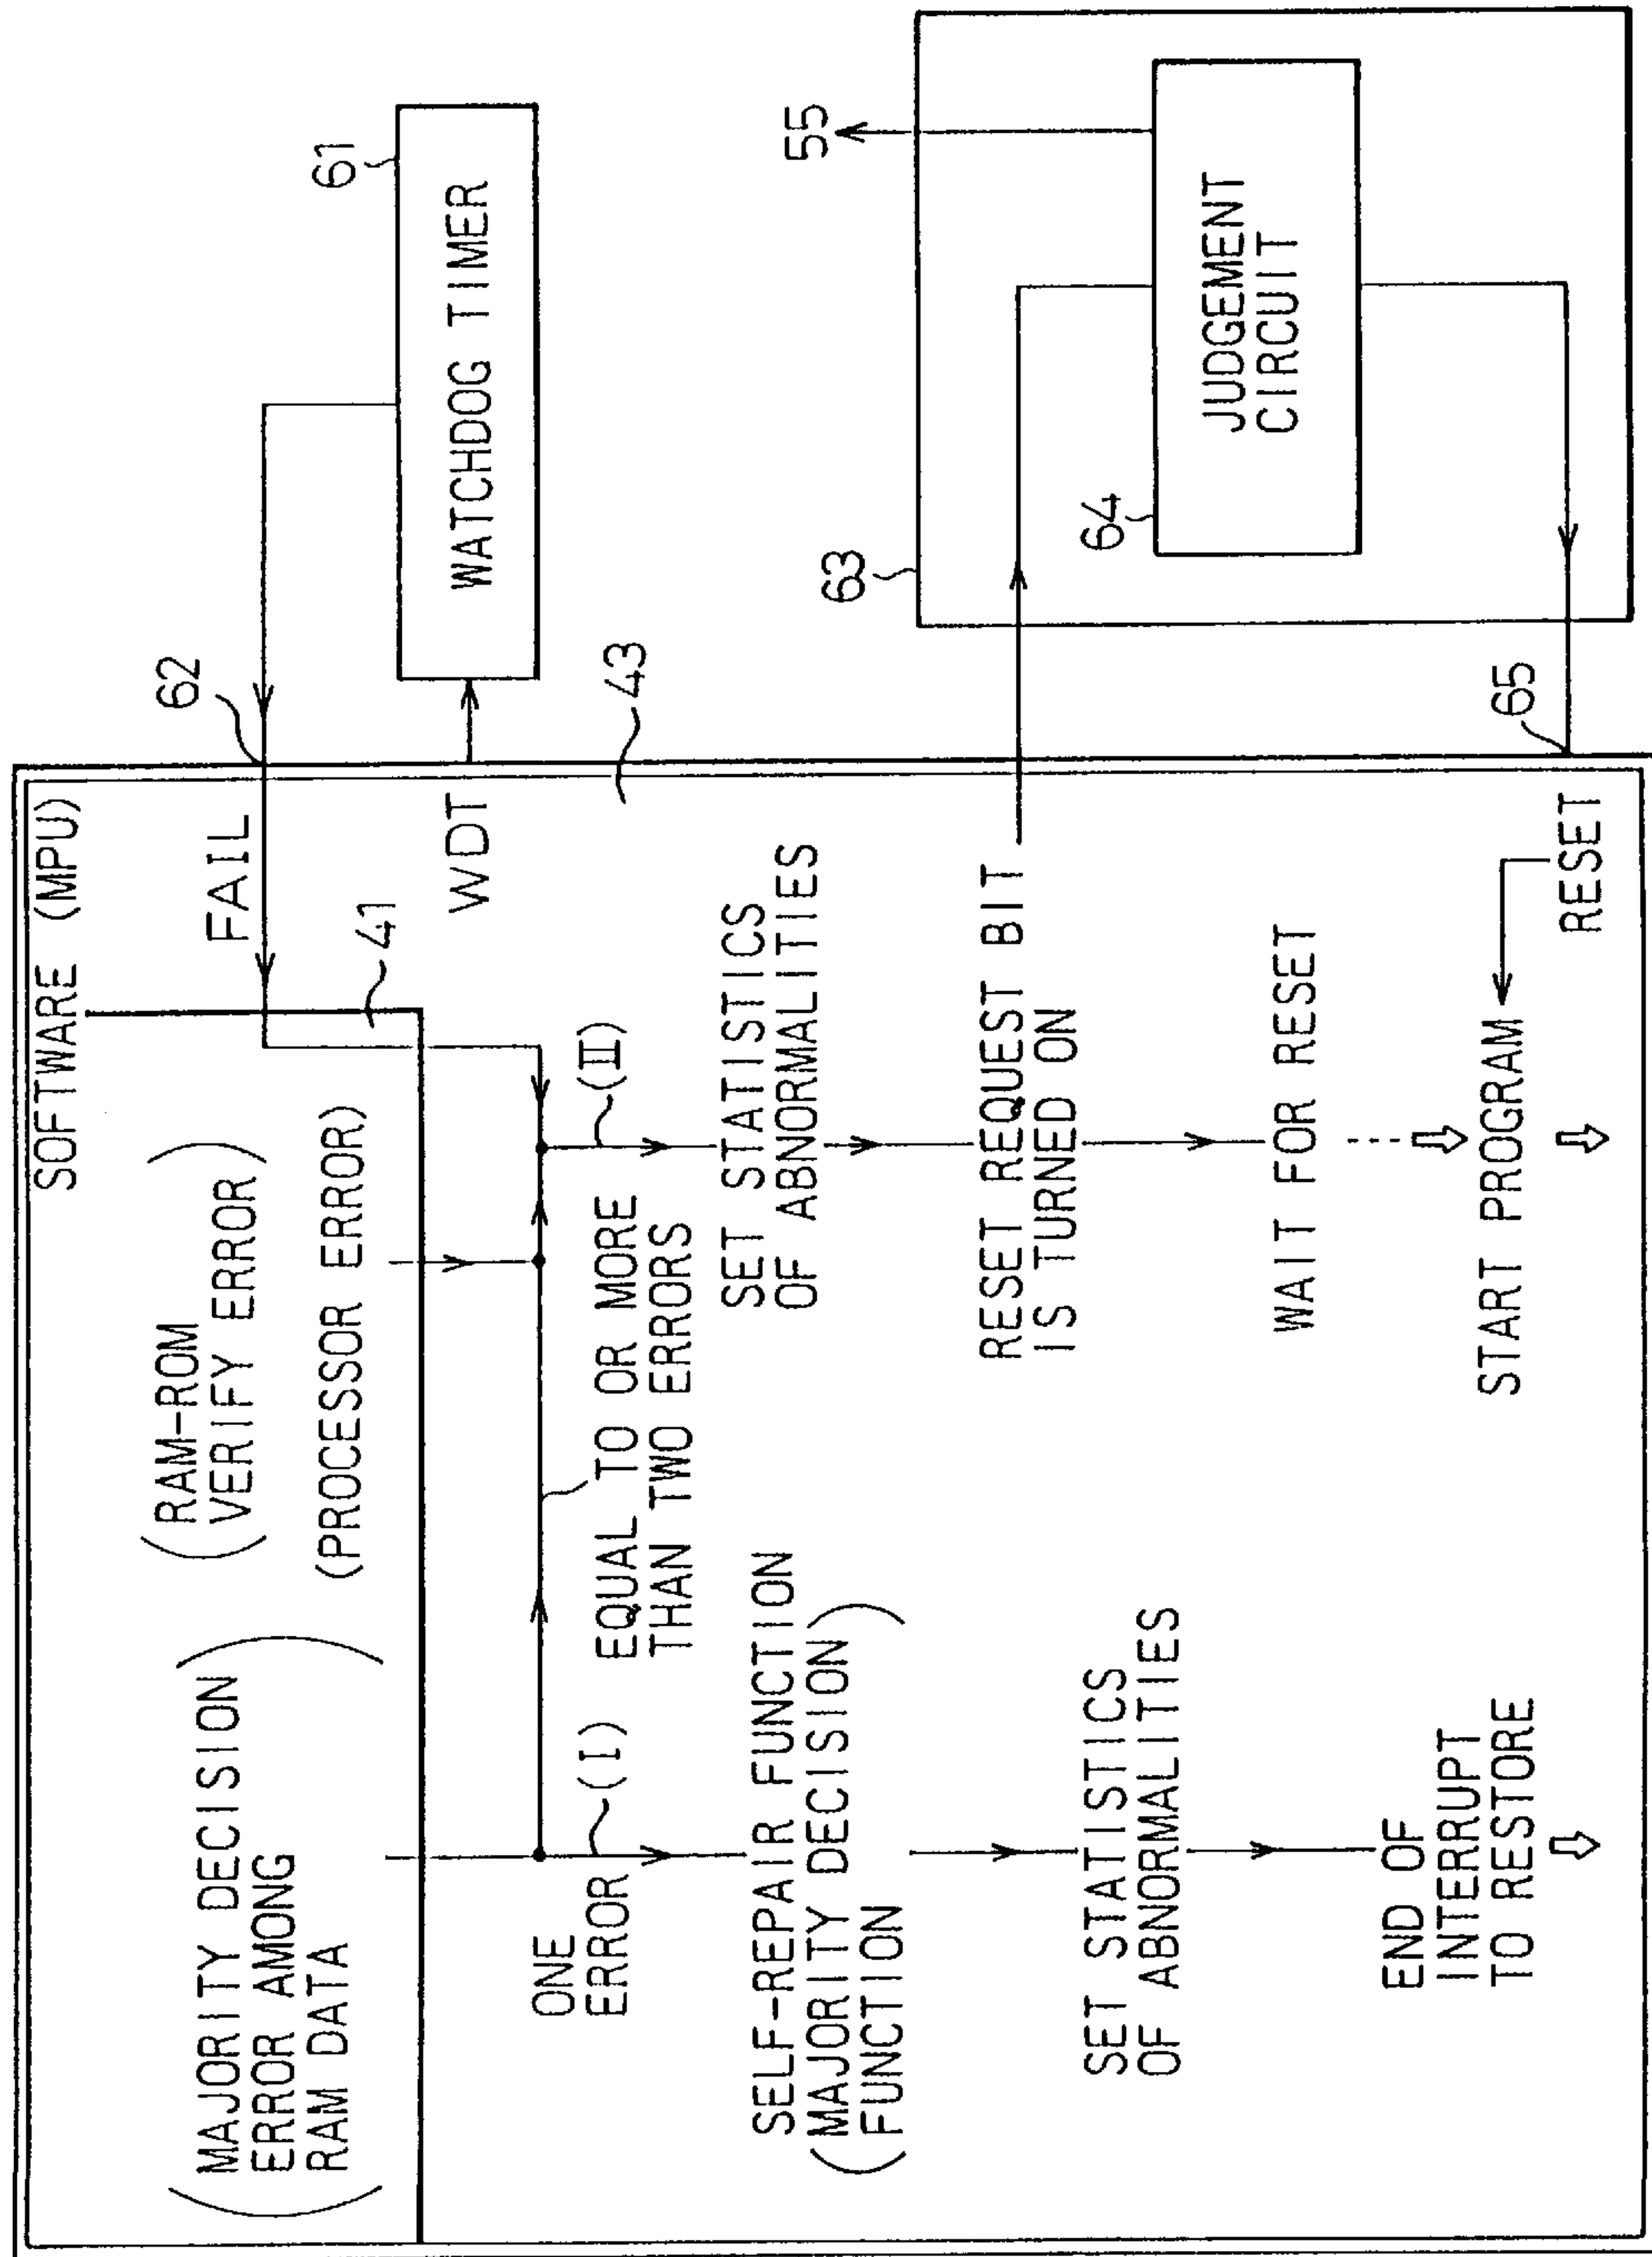 SOFTWARE (MPU)
(MAJORITY DECISION
ERROR AMONG
RAM DATA)
(RAM-ROM
VERIFY ERROR)
(PROCESSOR ERROR)
41
FAIL
62
61
WATCHDOG TIMER
WDT
43
ONE
ERROR
(I)
EQUAL TO OR MORE
THAN TWO ERRORS
(II)
SELF-REPAIR FUNCTION
(MAJORITY DECISION
FUNCTION)
SET STATISTICS
OF ABNORMALITIES
END OF
INTERRUPT
TO RESTORE
SET STATISTICS
OF ABNORMALITIES
RESET REQUEST BIT
IS TURNED ON
WAIT FOR RESET
START PROGRAM
RESET
63
55
64
JUDGEMENT
CIRCUIT
65